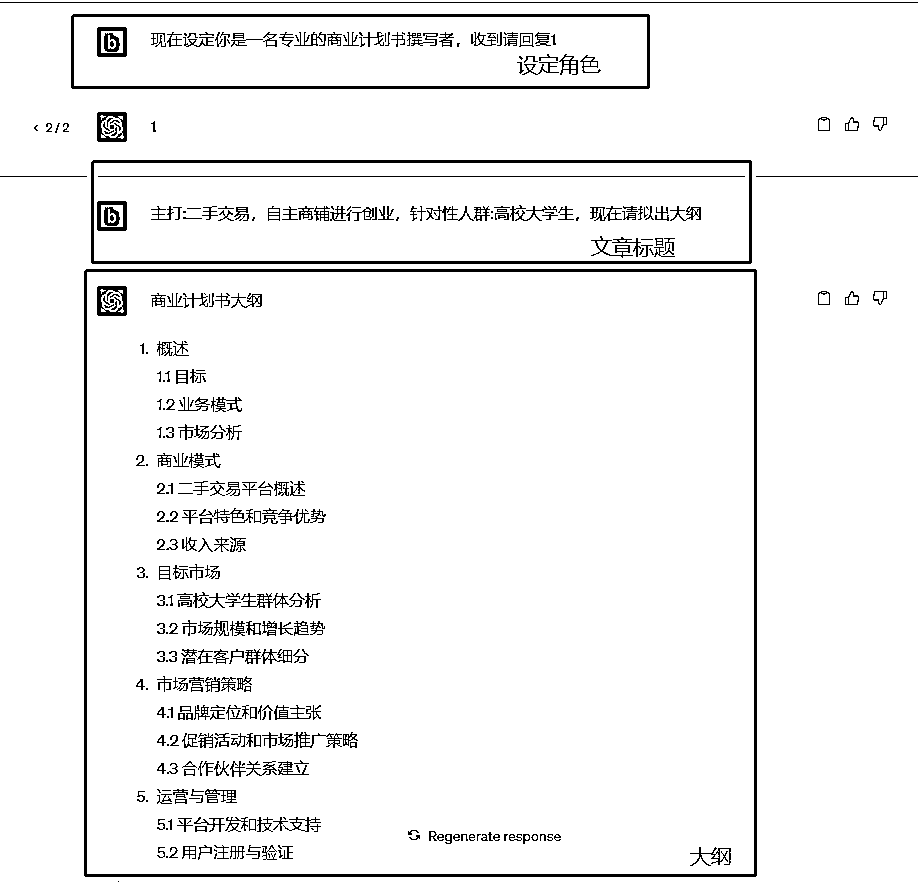 现在设定你是一名专业的商业计划书撰写者，收到请回复1
设定角色
< 2/2
1
主打:二手交易，自主商铺进行创业，针对性人群:高校大学生，现在请拟出大纲
文章标题
商业计划书大纲
1. 概述
1.1 目标
1.2 业务模式
1.3 市场分析
2. 商业模式
2.1 二手交易平台概述
2.2 平台特色和竞争优势
2.3 收入来源
3. 目标市场
3.1 高校大学生群体分析
3.2 市场规模和增长趋势
3.3 潜在客户群体细分
4. 市场营销策略
4.1 品牌定位和价值主张
4.2 促销活动和市场推广策略
4.3 合作伙伴关系建立
5. 运营与管理
5.1 平台开发和技术支持
Regenerate response
5.2 用户注册与验证
大纲